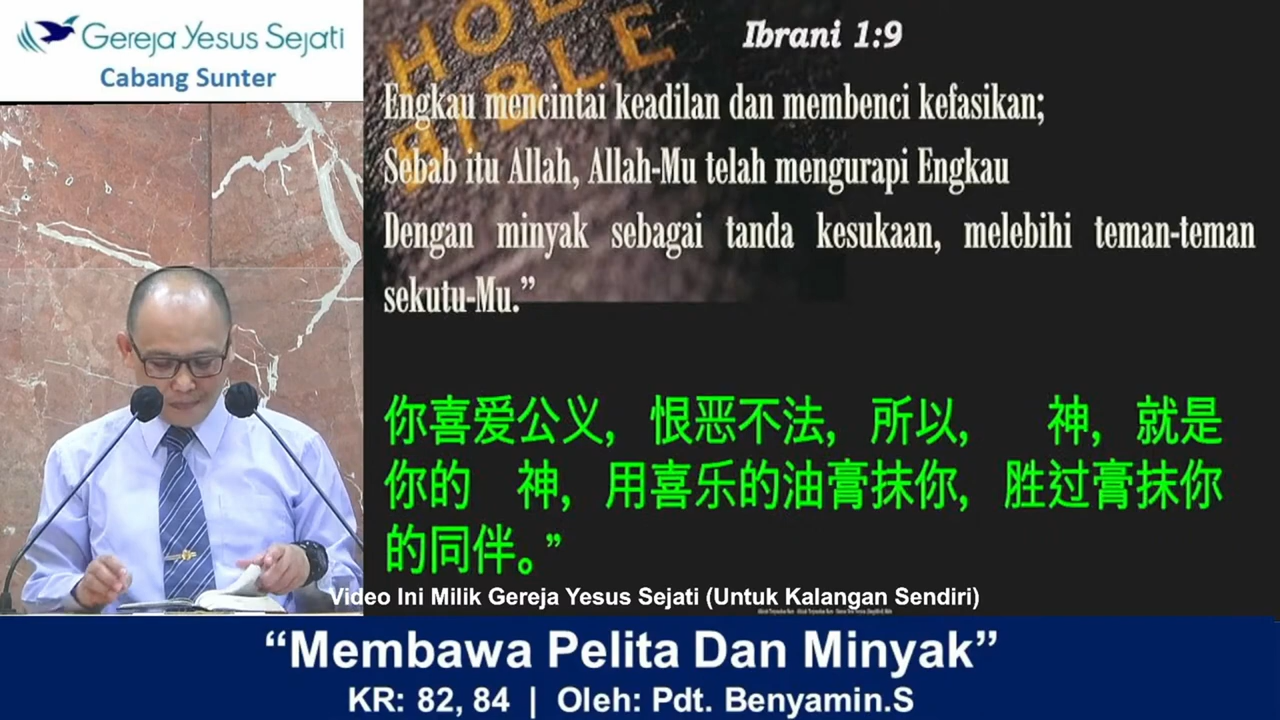 Gereja Yesus Sejati
Cabang Sunter
HOLY
BIBLE
Ibrani 1:9
Engkau mencintai keadilan dan membenci kefasikan;
Sebab itu Allah, Allah-Mu telah mengurapi Engkau
Dengan minyak sebagai tanda kesukaan, melebihi teman-teman
sekutu-Mu.”
你喜爱公义，恨恶不法，所以，　神，就是
你的　神，用喜乐的油膏抹你，胜过膏抹你
的同伴。”
Video Ini Milik Gereja Yesus Sejati (Untuk Kalangan Sendiri)
“Membawa Pelita Dan Minyak”
KR: 82, 84 | Oleh: Pdt. Benyamin.S